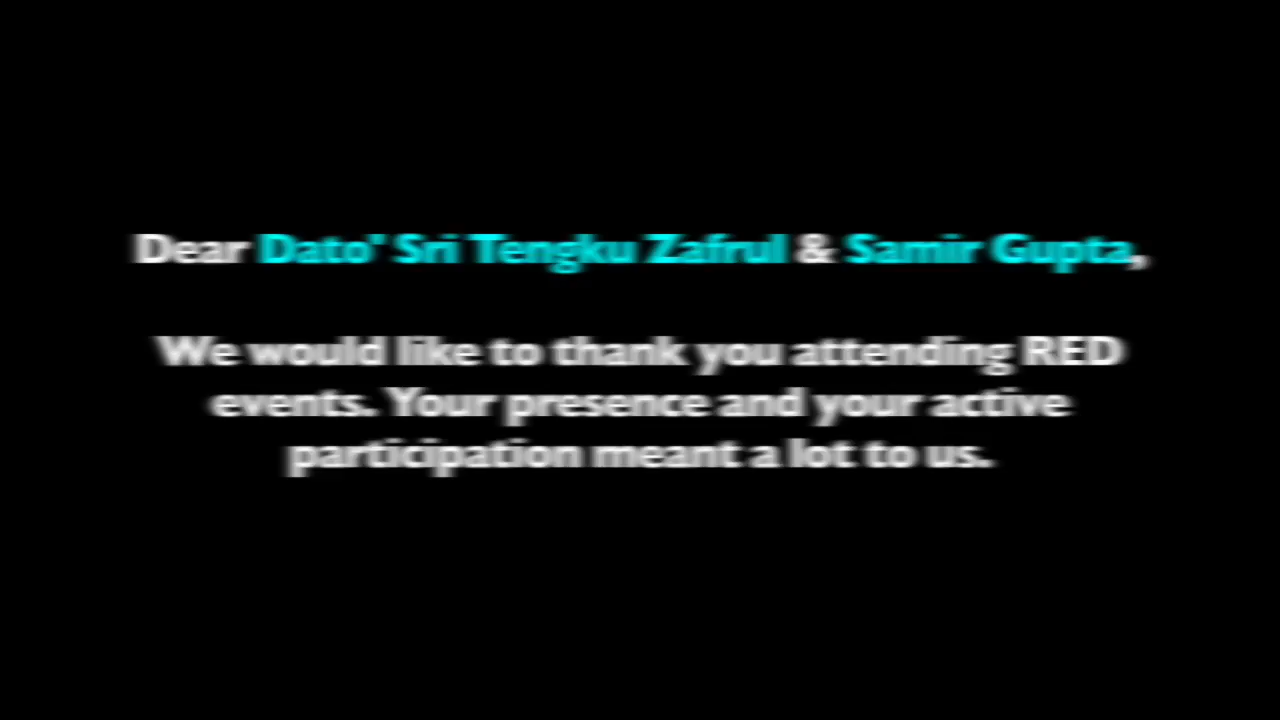 Dear Dato' Sri Tengku Zafrul & Samir Gupta,
We would like to thank you attending RED
events. Your presence and your active
participation meant a lot to us.